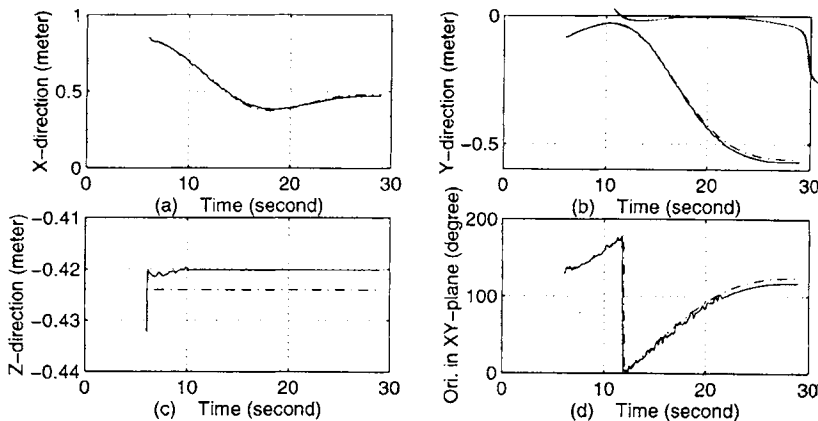 1
0.5
0
X-direction (meter)
0 10 20 30
(a) Time (second)
0
-0.5
Y-direction (meter)
0 10 20 30
(b) Time (second)
-0.41
-0.42
-0.43
-0.44
Z-direction (meter)
0 10 20 30
(c) Time (second)
200
100
0
Ori. in XY-plane (degree)
0 10 20 30
(d) Time (second)